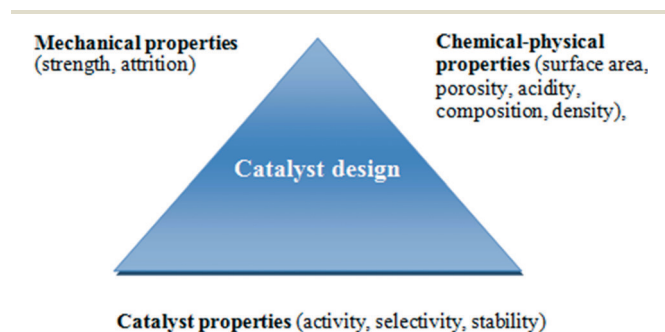 Mechanical properties
(strength, attrition)
Chemical-physical
properties (surface area,
porosity, acidity,
composition, density),
Catalyst design
Catalyst properties (activity, selectivity, stability)